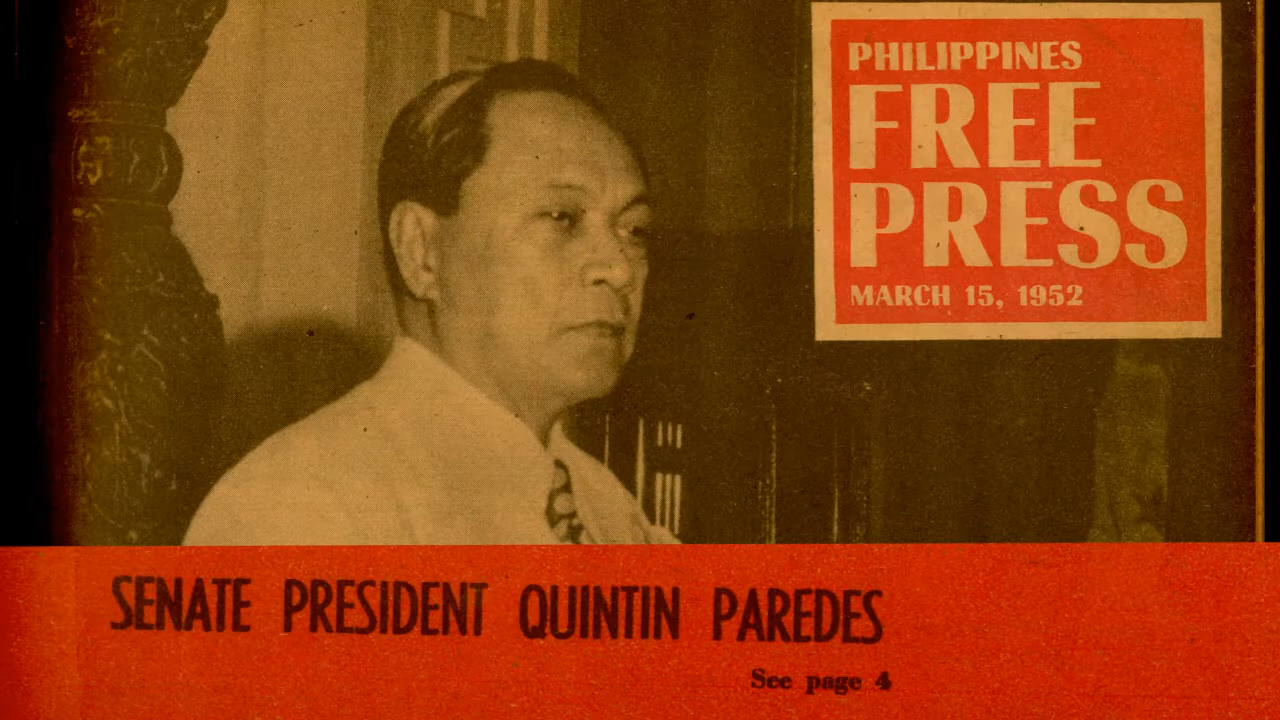 PHILIPPINES
FREE
PRESS
MARCH 15, 1952
SENATE PRESIDENT QUINTIN PAREDES
See page 4